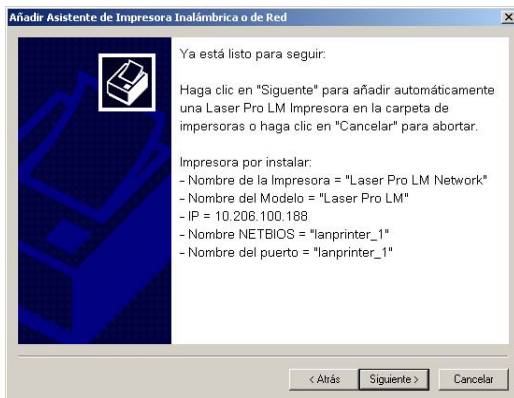 Añadir Asistente de Impresora Inalámbrica o de Red
Ya está listo para seguir:
Haga clic en "Siguente" para añadir automáticamente
una Laser Pro LM Impresora en la carpeta de
impersoras o haga clic en "Cancelar" para abortar.
Impresora por instalar:
- Nombre de la Impresora = "Laser Pro LM Network"
- Nombre del Modelo = "Laser Pro LM"
- IP = 10.206.100.188
- Nombre NETBIOS = "lanprinter_1"
- Nombre del puerto = "lanprinter_1"
< Atrás Siguiente > Cancelar